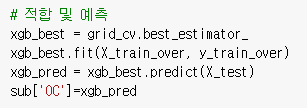 # 적합 및 예측
xgb_best = grid_cv.best_estimator_
xgb_best.fit(X_train_over, y_train_over)
xgb_pred = xgb_best.predict(X_test)
sub['OC']=xgb_pred